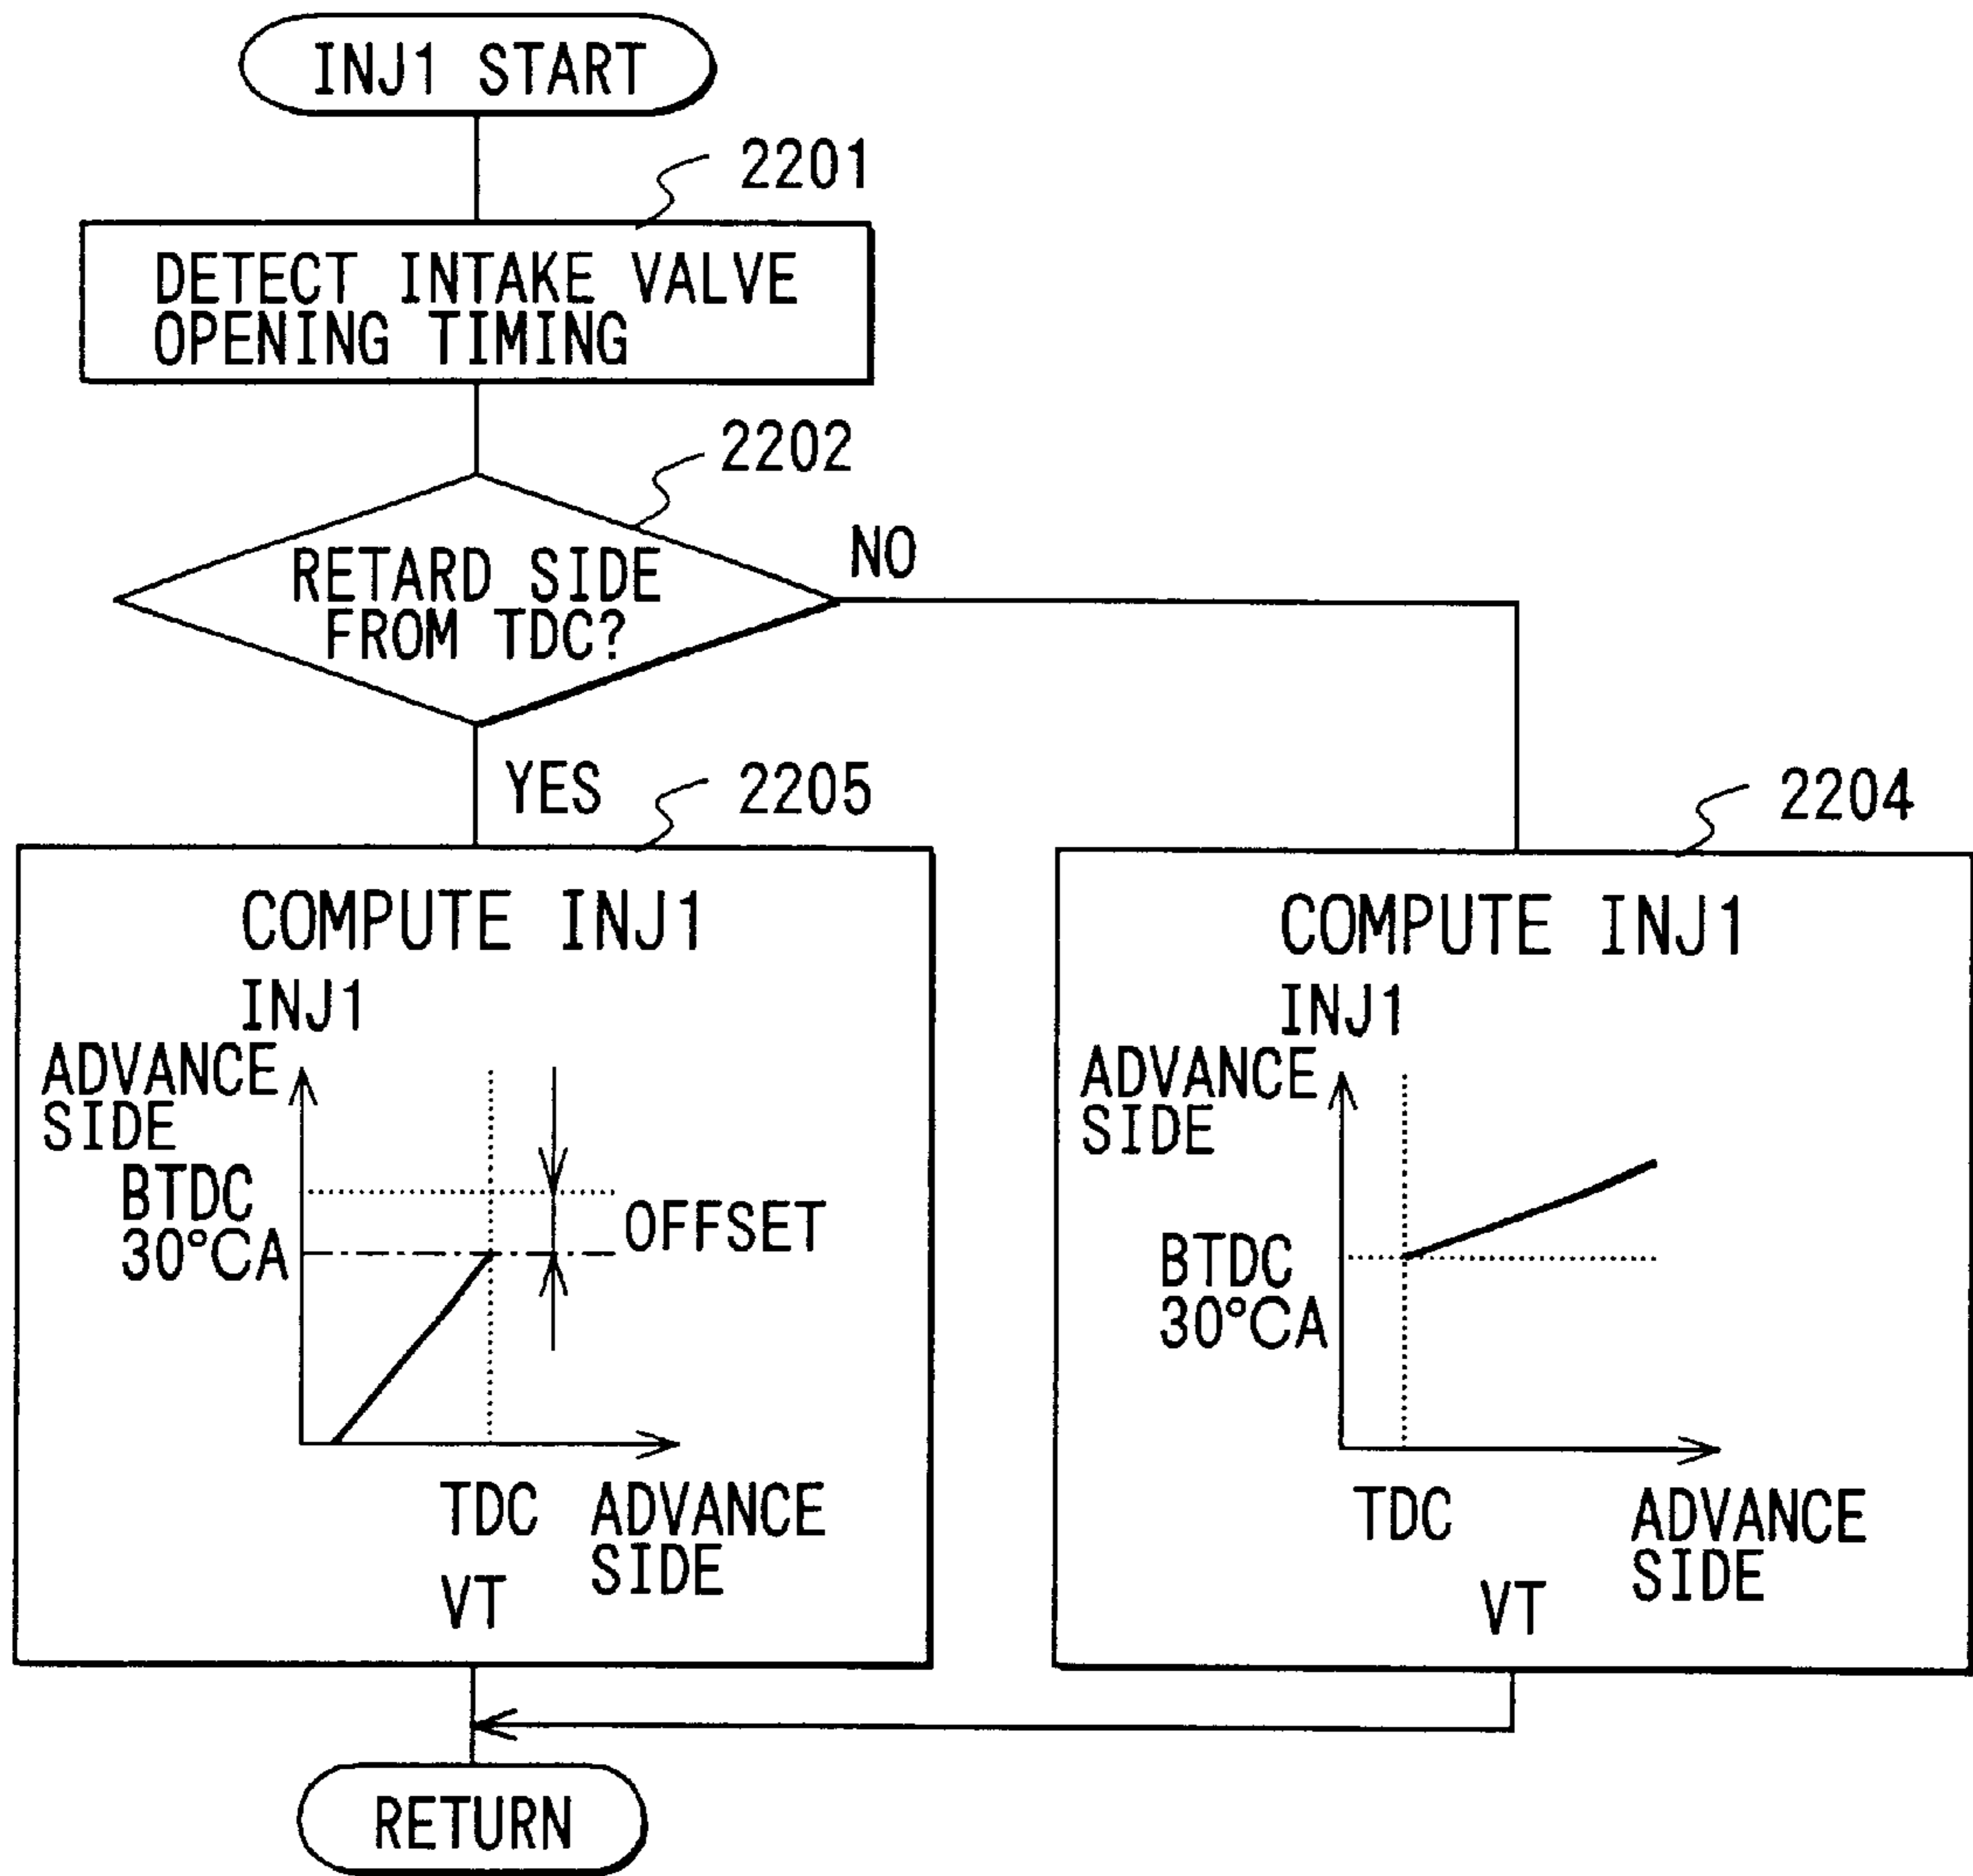 INJ1 START
2201
DETECT INTAKE VALVE
OPENING TIMING
2202
RETARD SIDE
FROM TDC?
NO
YES
2205
COMPUTE INJ1
INJ1
ADVANCE
SIDE
BTDC
30°CA
OFFSET
TDC
ADVANCE
SIDE
VT
2204
COMPUTE INJ1
INJ1
ADVANCE
SIDE
BTDC
30°CA
TDC
ADVANCE
SIDE
VT
RETURN